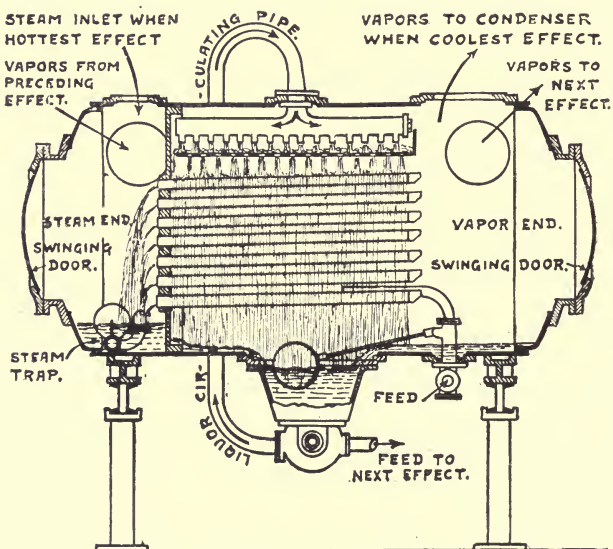 STEAM INLET WHEN
HOTTEST EFFECT
VAPORS FROM
PRECEDING
EFFECT.
-CULATING PIPE.
VAPORS TO CONDENSER
WHEN COOLEST EFFECT.
VAPORS TO
NEXT
EFFECT.
STEAM END.
SWINGING
DOOR.
VAPOR END.
SWINGING DOOR.
STEAM
TRAP.
LIQUOR CIR-
FEED
FEED TO
NEXT EFFECT.